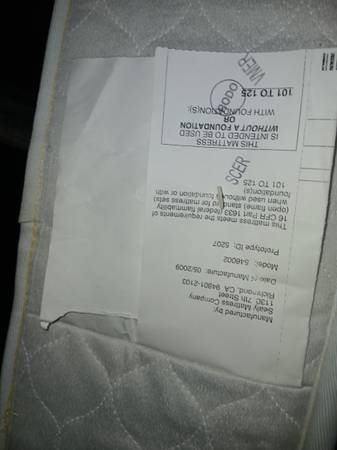 Manufactured by:
Sealy Mattress Company
1130 7th Street
Richmond, CA 94801-2103
Date of Manufacture: 05/2009
Model: 546002
Prototype ID: 5207
This mattress meets the requirements of
16 CFR Part 1633 (federal flammability
(open flame) standard for mattress sets)
when used without a foundation or with
foundation(s)
101 TO 125
THIS MATTRESS
IS INTENDED TO BE USED
WITHOUT A FOUNDATION
OR
WITH FOUNDATION(S):
101 TO 125